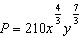 P = 210x^{4/3}y^{7/3}